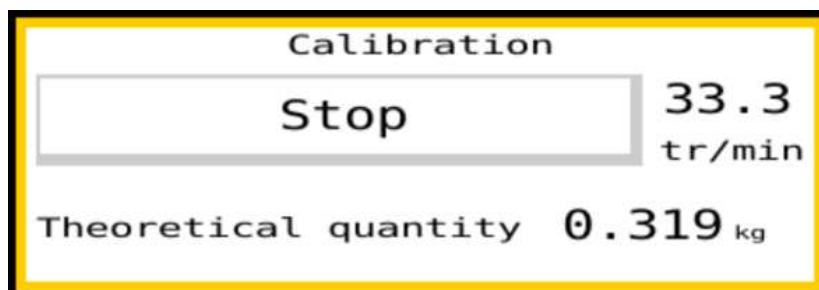 Calibration
Stop
33.3
tr/min
Theoretical quantity 0.319 kg